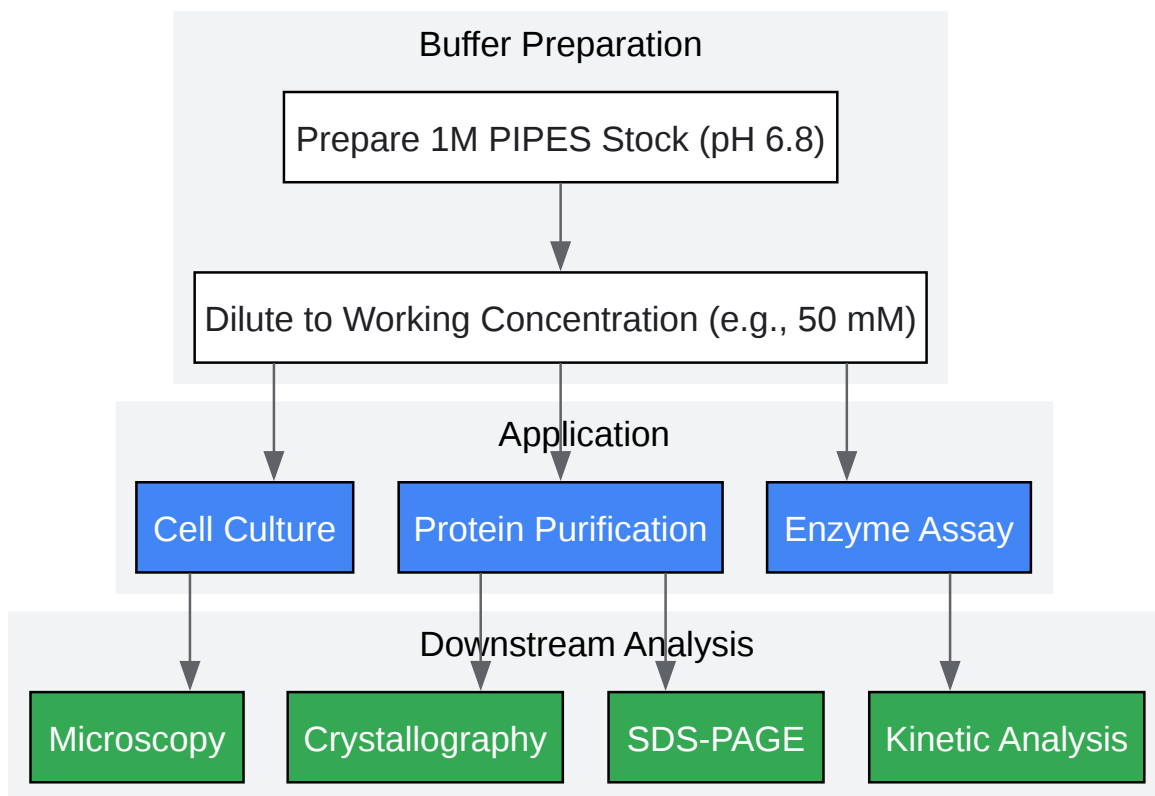 Buffer Preparation
Prepare 1M PIPES Stock (pH 6.8)
Dilute to Working Concentration (e.g., 50 mM)
Application
Cell Culture
Protein Purification
Enzyme Assay
Downstream Analysis
Microscopy
Crystallography
SDS-PAGE
Kinetic Analysis